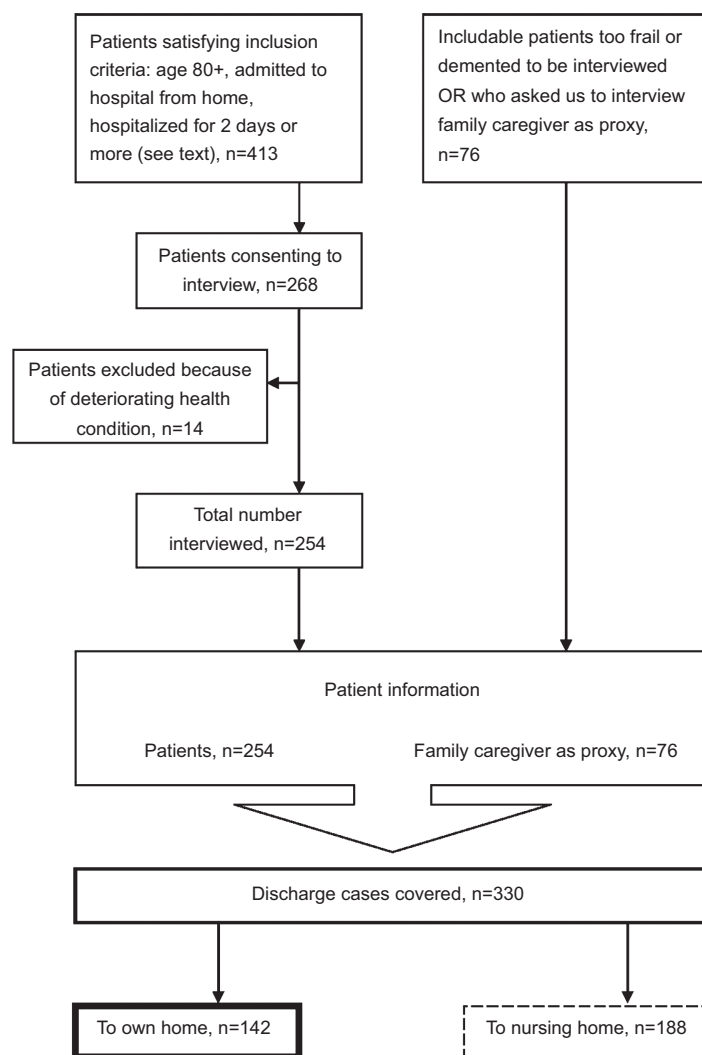 Patients satisfying inclusion
criteria: age 80+, admitted to
hospital from home,
hospitalized for 2 days or
more (see text), n=413
Includable patients too frail or
demented to be interviewed
OR who asked us to interview
family caregiver as proxy,
n=76
Patients consenting to
interview, n=268
Patients excluded because
of deteriorating health
condition, n=14
Total number
interviewed, n=254
Patient information
Patients, n=254
Family caregiver as proxy, n=76
Discharge cases covered, n=330
To own home, n=142
To nursing home, n=188